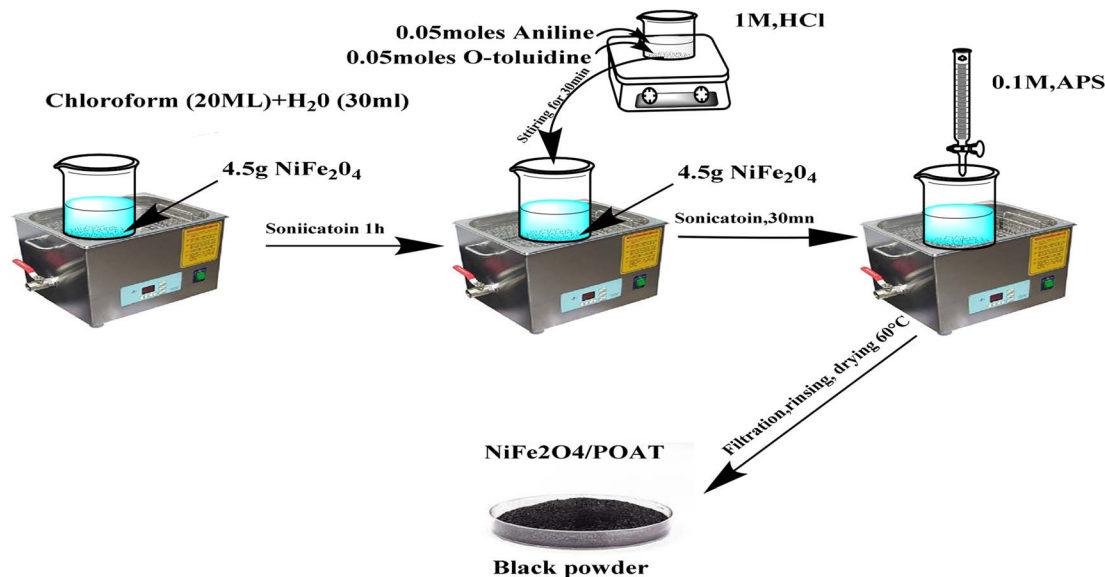 0.05moles Aniline
0.05moles O-toluidine
1M,HCl
0.1M,APS
Chloroform (20ML)+H₂0 (30ml)
Sttiring for 30min
4.5g NiFe₂0₄
4.5g NiFe₂0₄
Soniicatoin 1h
Sonicatoin,30mn
Filtration,rinsing, drying 60°C
NiFe2O4/POAT
Black powder